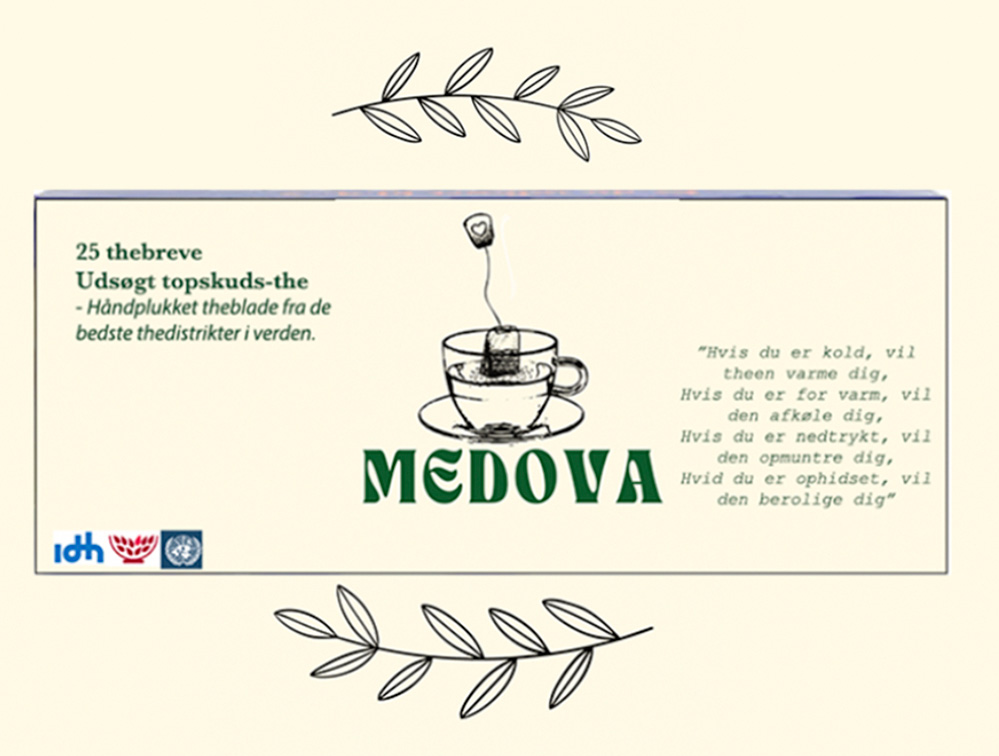 25 thebreve
Udsøgt topskuds-the
- Håndplukket theblade fra de
bedste thedistrikter i verden.
MEDOVA
"Hvis du er kold, vil
theen varme dig,
Hvis du er for varm, vil
den afkøle dig,
Hvis du er nedtrykt, vil
den opmuntre dig,
Hvid du er ophidset, vil
den berolige dig"
idh